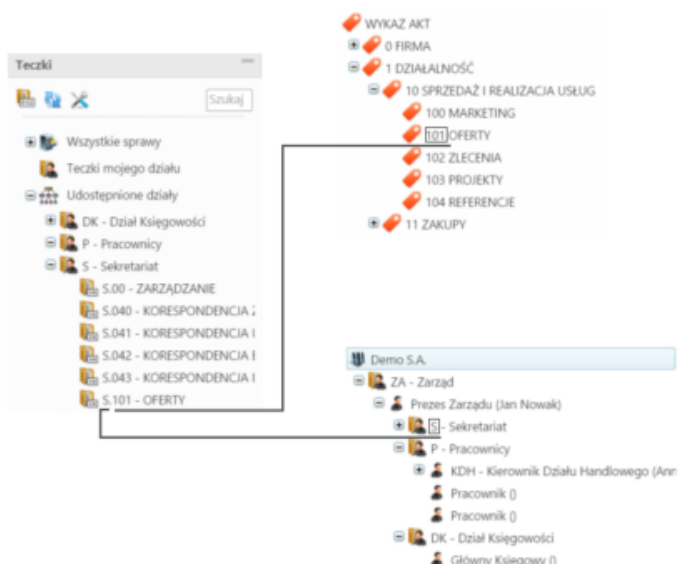 Teczki
Szukaj
Wszystkie sprawy
Teczki mojego działu
Udostępnione działy
DK - Dział Księgowości
P - Pracownicy
S - Sekretariat
S.00 - ZARZĄDZANIE
S.040 - KORESPONDENCJA
S.041 - KORESPONDENCJA
S.042 - KORESPONDENCJA
S.043 - KORESPONDENCJA
S.101 - OFERTY
WYKAZ AKT
0 FIRMA
1 DZIAŁALNOŚĆ
10 SPRZEDAŻ I REALIZACJA USŁUG
100 MARKETING
101 OFERTY
102 ZLECENIA
103 PROJEKTY
104 REFERENCJE
11 ZAKUPY
Demo S.A.
ZA - Zarząd
Prezes Zarządu (Jan Nowak)
S - Sekretariat
P - Pracownicy
KDH - Kierownik Działu Handlowego (Ann
Pracownik ()
Pracownik ()
DK - Dział Księgowości
Główny Księgowy ()